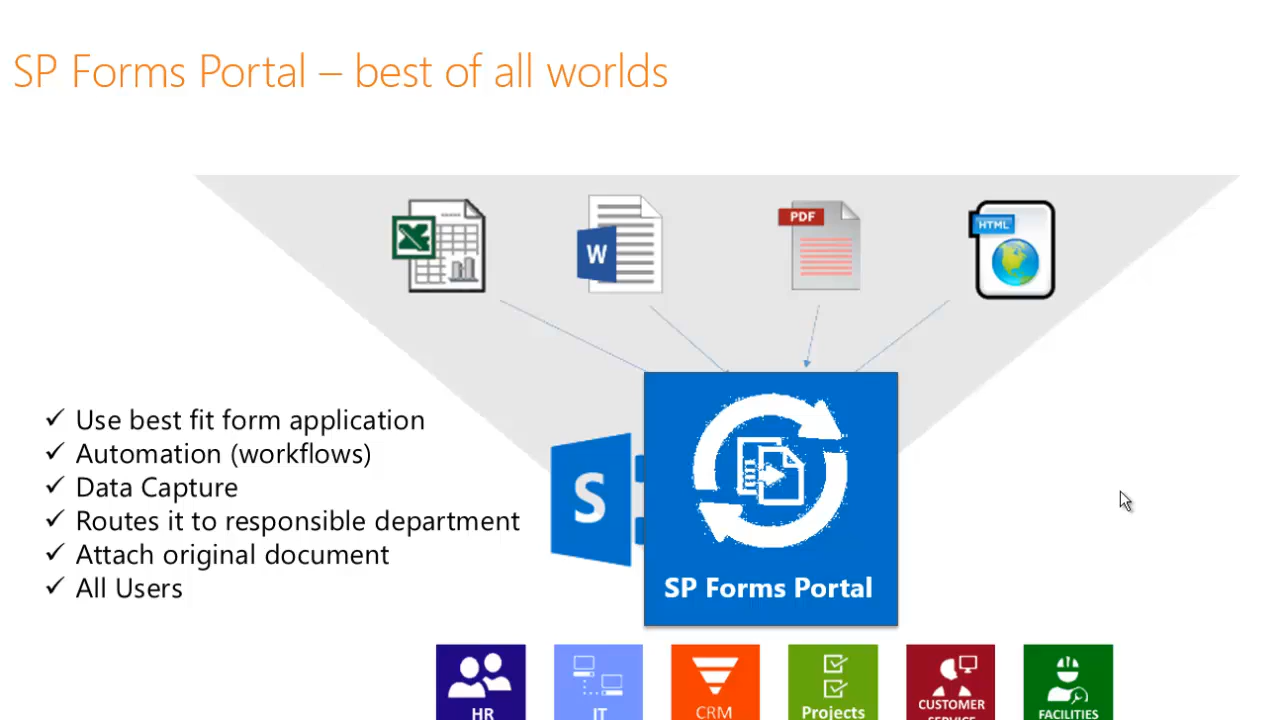 SP Forms Portal – best of all worlds
W
PDF
HTML
✓ Use best fit form application
✓ Automation (workflows)
✓ Data Capture
✓ Routes it to responsible department
✓ Attach original document
✓ All Users
S
SP Forms Portal
HR
IT
CRM
Projects
CUSTOMER
SERVICE
FACILITIES